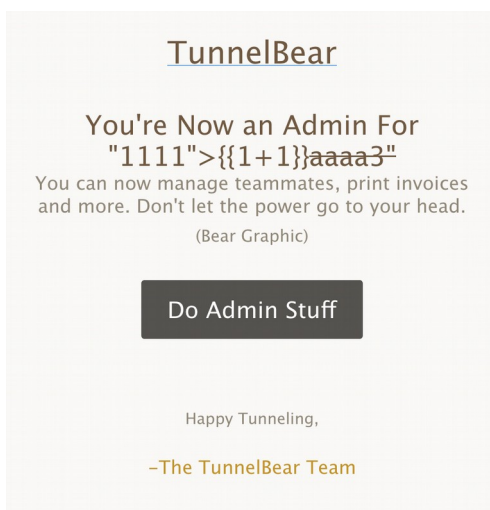 TunnelBear
You're Now an Admin For
"1111">{{1+1}}aaaa3"
You can now manage teammates, print invoices
and more. Don't let the power go to your head.
(Bear Graphic)
Do Admin Stuff
Happy Tunneling,
–The TunnelBear Team